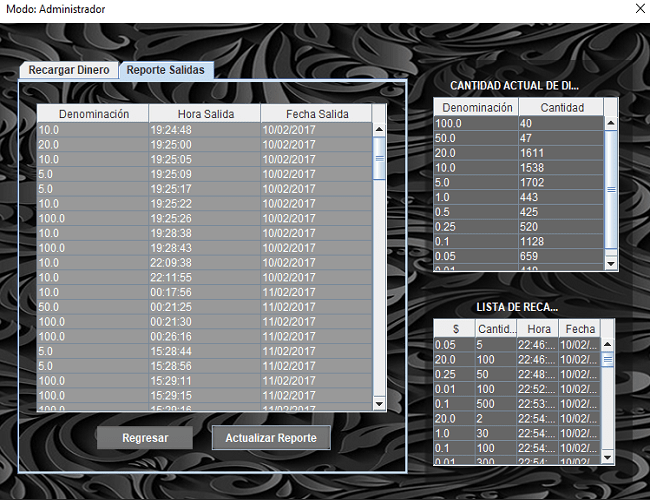 Modo: Administrador
Recargar Dinero Reporte Salidas
Denominación Hora Salida Fecha Salida
10.0 19:24:48 10/02/2017
20.0 19:25:00 10/02/2017
10.0 19:25:05 10/02/2017
5.0 19:25:09 10/02/2017
5.0 19:25:17 10/02/2017
10.0 19:25:22 10/02/2017
100.0 19:25:26 10/02/2017
10.0 19:28:38 10/02/2017
100.0 19:28:43 10/02/2017
10.0 22:09:38 10/02/2017
10.0 22:11:55 10/02/2017
10.0 00:17:56 11/02/2017
50.0 00:21:25 11/02/2017
100.0 00:21:30 11/02/2017
100.0 00:26:16 11/02/2017
5.0 15:28:44 11/02/2017
5.0 15:28:56 11/02/2017
100.0 15:29:11 11/02/2017
100.0 15:29:15 11/02/2017
100.0 15:29:16 11/02/2017
Regresar Actualizar Reporte
CANTIDAD ACTUAL DE DI...
Denominación Cantidad
100.0 40
50.0 47
20.0 1611
10.0 1538
5.0 1702
1.0 443
0.5 425
0.25 520
0.1 1128
0.05 659
0.01
LISTA DE RECA...
$ Cantid... Hora Fecha
0.05 5 22:46:... 10/02/...
20.0 100 22:46:... 10/02/...
0.25 50 22:48:... 10/02/...
0.01 100 22:52:... 10/02/...
0.1 500 22:53:... 10/02/...
20.0 2 22:54:... 10/02/...
1.0 30 22:54:... 10/02/...
0.1 100 22:54:... 10/02/...
0.01 300 22:54:... 10/02/...